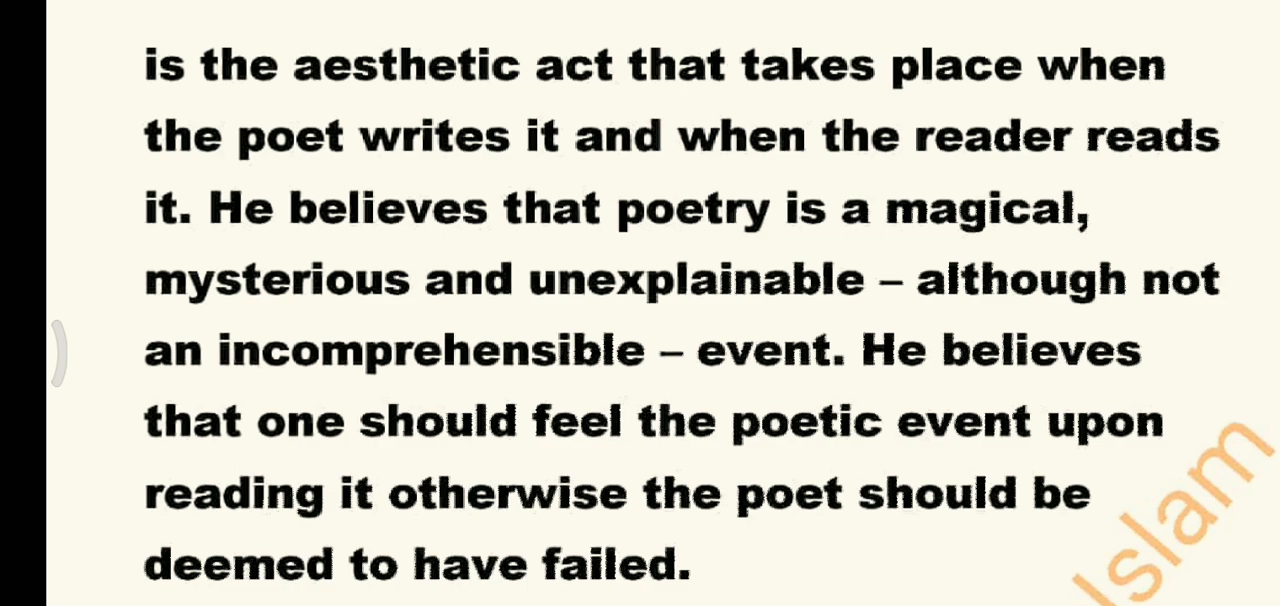 is the aesthetic act that takes place when
the poet writes it and when the reader reads
it. He believes that poetry is a magical,
mysterious and unexplainable – although not
an incomprehensible – event. He believes
that one should feel the poetic event upon
reading it otherwise the poet should be
deemed to have failed.
Islam